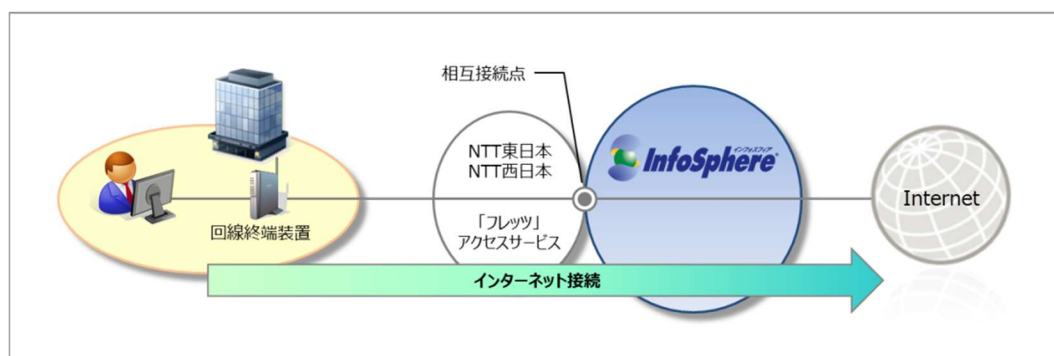 相互接続点
NTT東日本
NTT西日本
インフォスフィア
InfoSphere®
Internet
回線終端装置
「フレッツ」
アクセスサービス
インターネット接続